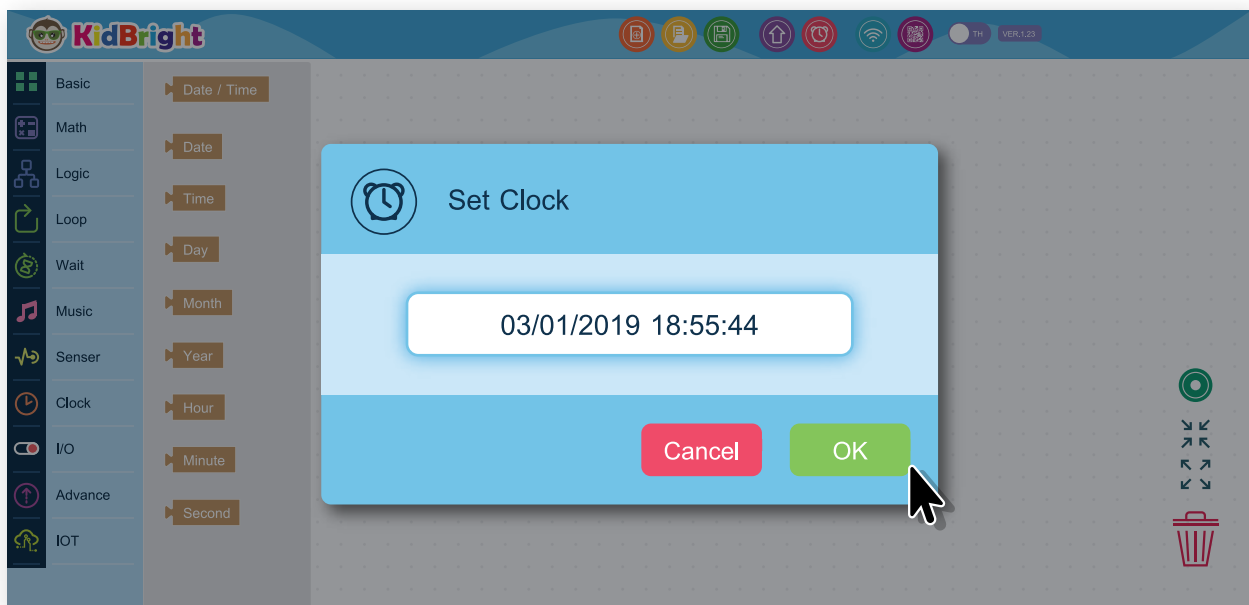 KidBright
TH
VER.1.23
Basic
Math
Logic
Loop
Wait
Music
Senser
Clock
I/O
Advance
IOT
Date / Time
Date
Time
Day
Month
Year
Hour
Minute
Second
Set Clock
03/01/2019 18:55:44
Cancel
OK